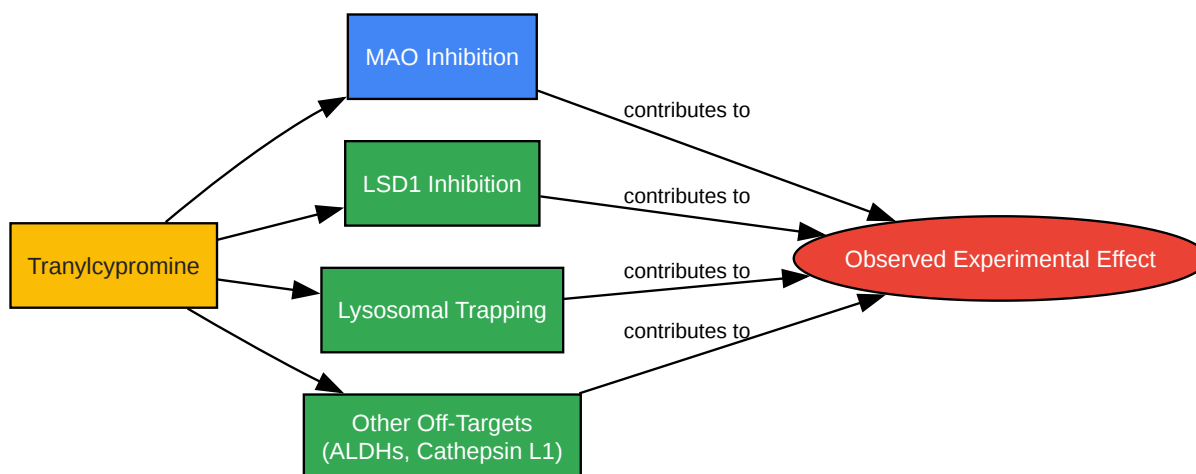 MAO Inhibition
contributes to
LSD1 Inhibition
contributes to
Tranylcypromine
Observed Experimental Effect
contributes to
Lysosomal Trapping
contributes to
Other Off-Targets
(ALDHs, Cathepsin L1)